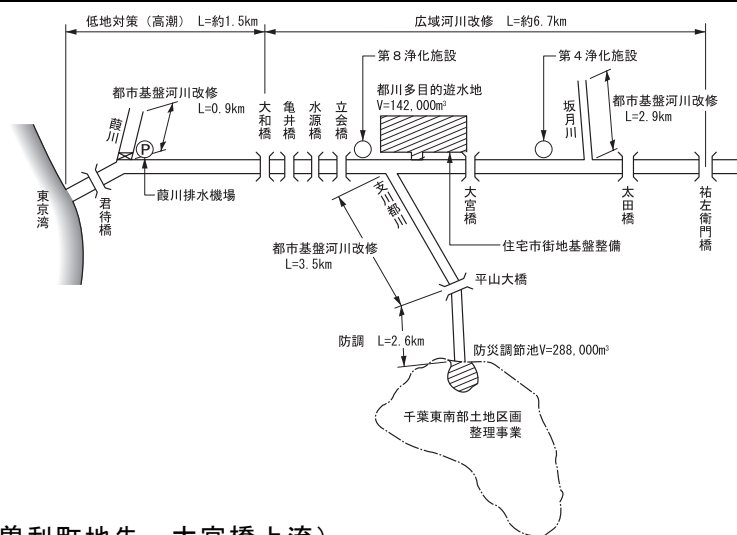 低地対策（高潮） L=約1.5km
広域河川改修 L=約6.7km
第８浄化施設
第４浄化施設
都川多目的遊水地
V=142,000m³
都市基盤河川改修
L=0.9km
葭川
大和橋
亀井橋
水源橋
立会橋
坂月川
都市基盤河川改修
L=2.9km
P
東京湾
君待橋
葭川排水機場
支川都川
大宮橋
太田橋
祐左衛門橋
住宅市街地基盤整備
都市基盤河川改修
L=3.5km
平山大橋
防調 L=2.6km
防災調節池V=288,000m³
千葉東南部土地区画
整理事業